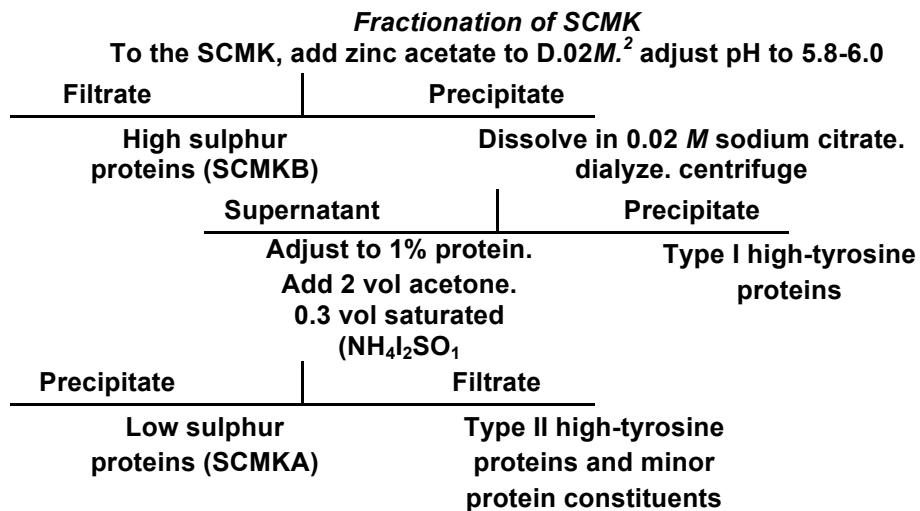 Fractionation of SCMK
To the SCMK, add zinc acetate to D.02M.² adjust pH to 5.8-6.0
Filtrate
Precipitate
High sulphur
proteins (SCMKB)
Dissolve in 0.02 M sodium citrate.
dialyze. centrifuge
Supernatant
Precipitate
Adjust to 1% protein.
Add 2 vol acetone.
0.3 vol saturated
(NH₄I₂SO₁
Type I high-tyrosine
proteins
Precipitate
Filtrate
Low sulphur
proteins (SCMKA)
Type II high-tyrosine
proteins and minor
protein constituents